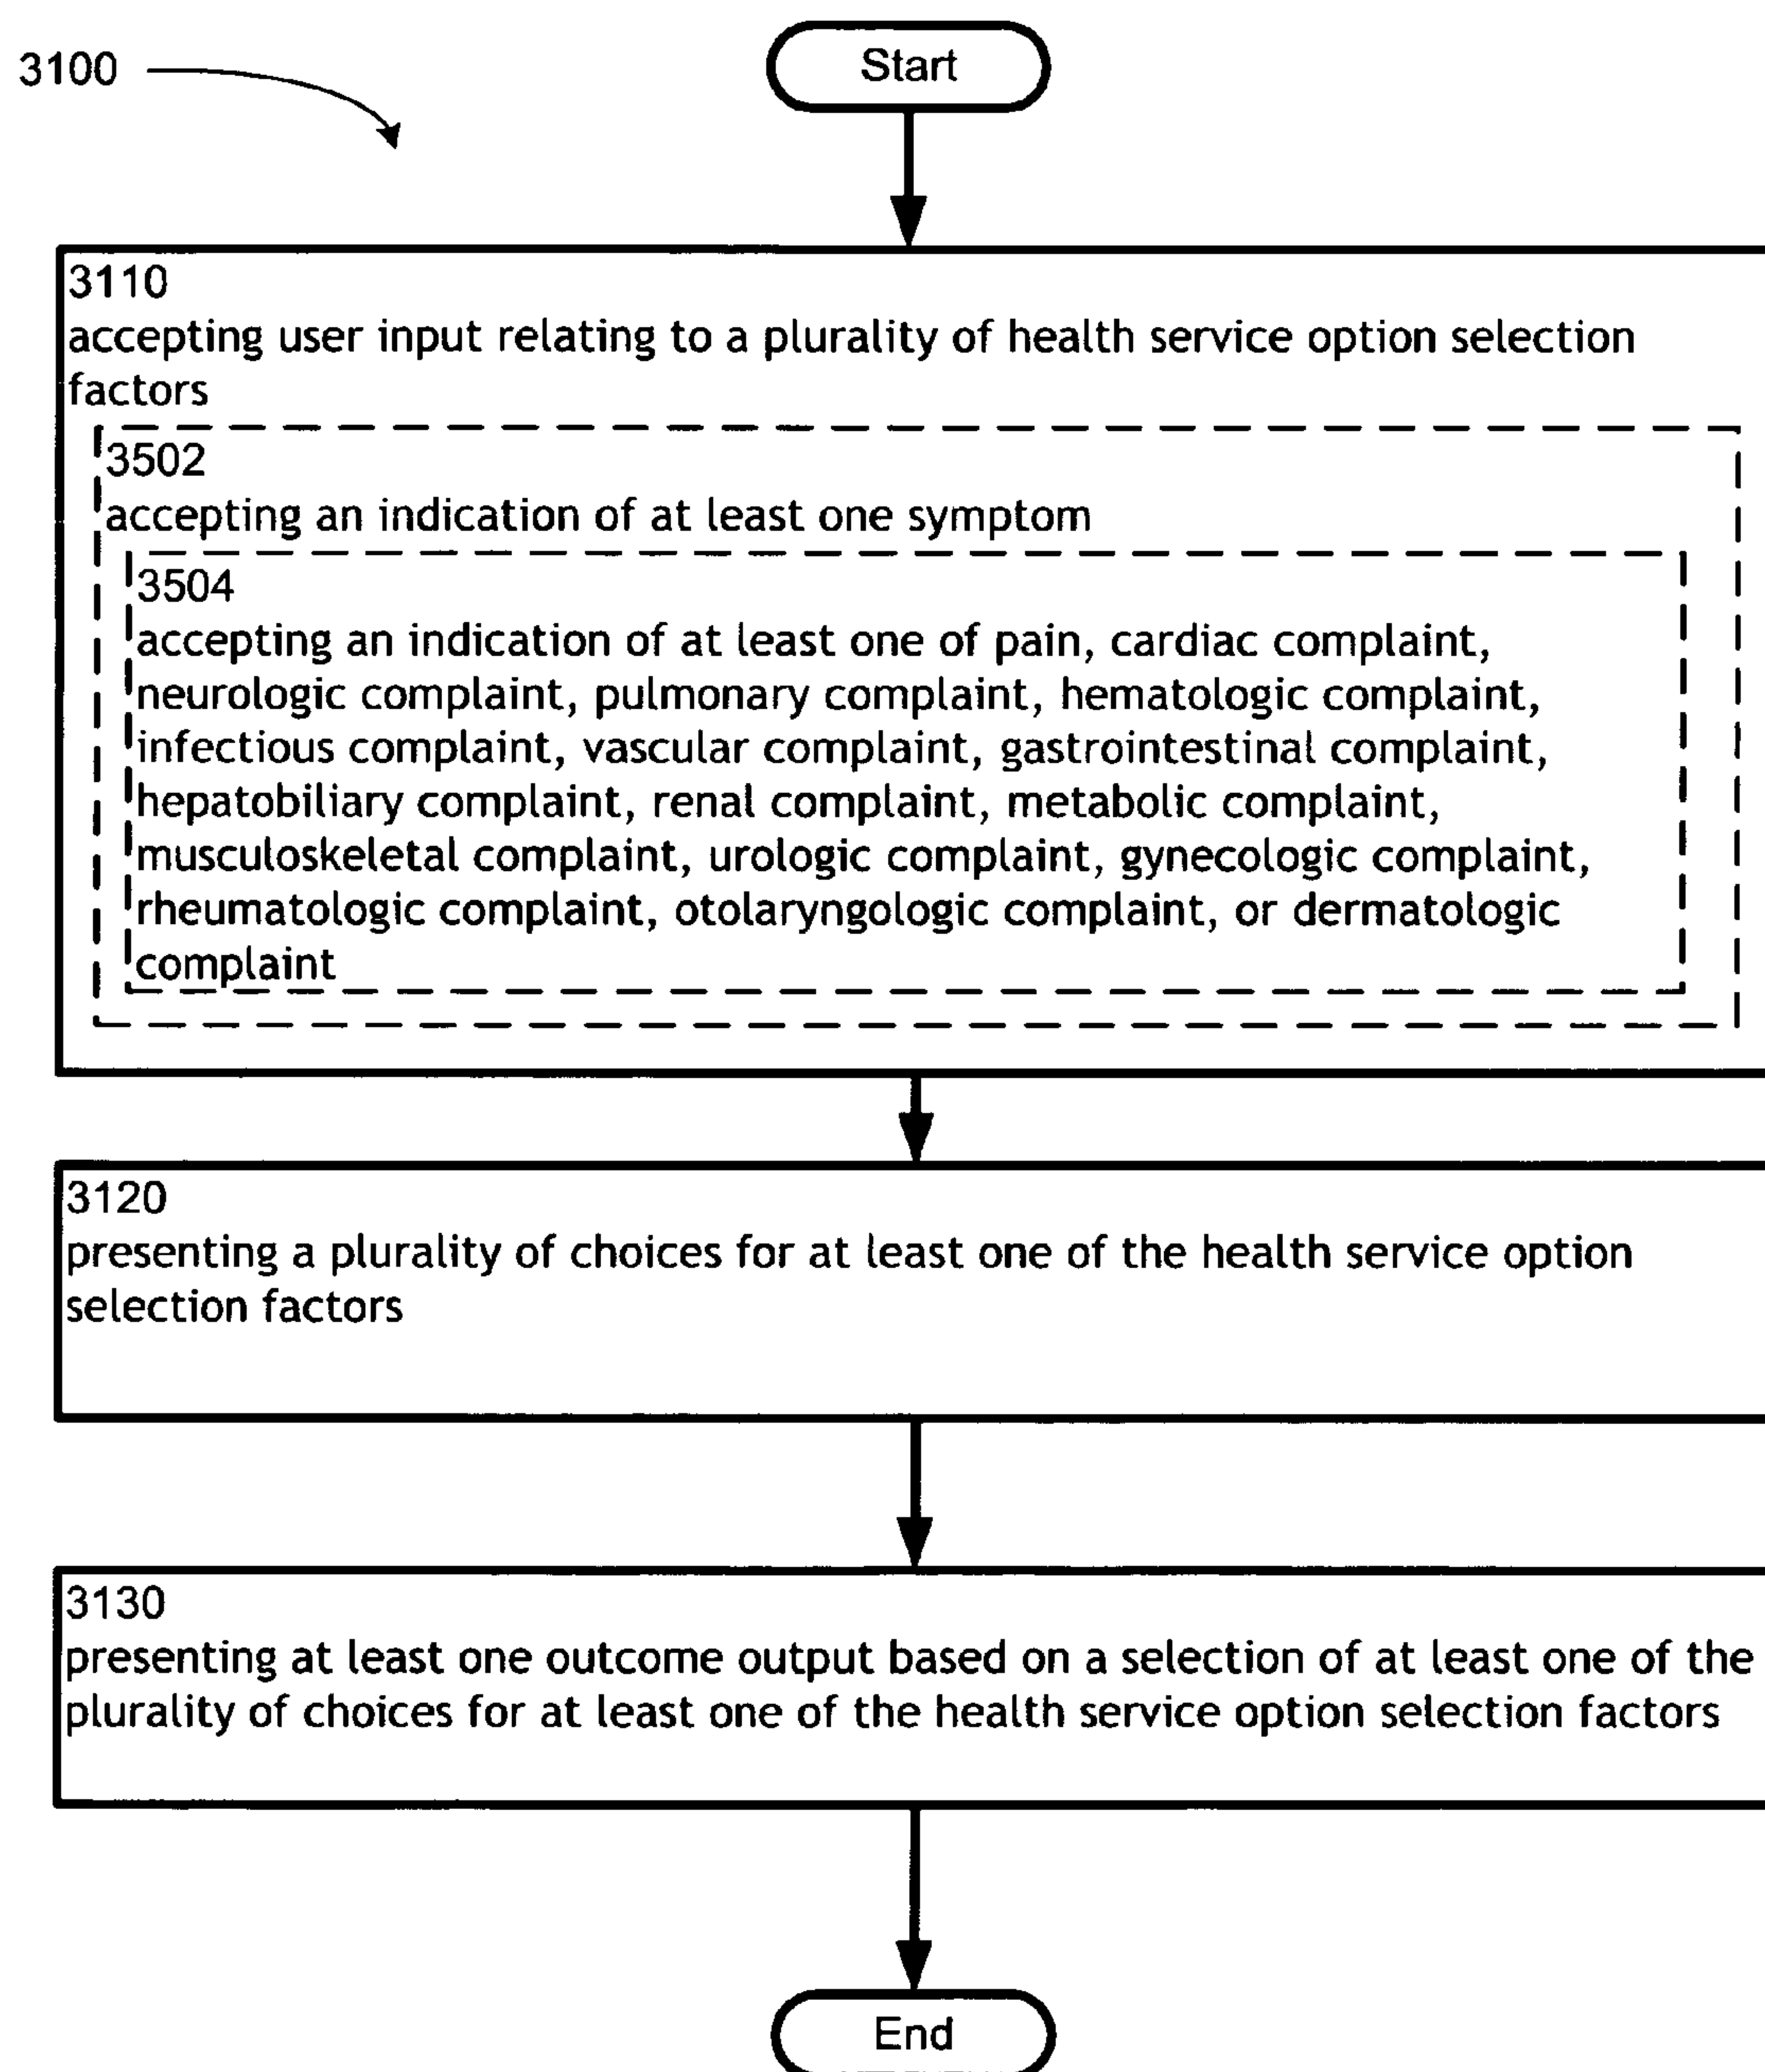 3100
Start
3110
accepting user input relating to a plurality of health service option selection
factors
3502
accepting an indication of at least one symptom
3504
accepting an indication of at least one of pain, cardiac complaint,
neurologic complaint, pulmonary complaint, hematologic complaint,
infectious complaint, vascular complaint, gastrointestinal complaint,
hepatobiliary complaint, renal complaint, metabolic complaint,
musculoskeletal complaint, urologic complaint, gynecologic complaint,
rheumatologic complaint, otolaryngologic complaint, or dermatologic
complaint
3120
presenting a plurality of choices for at least one of the health service option
selection factors
3130
presenting at least one outcome output based on a selection of at least one of the
plurality of choices for at least one of the health service option selection factors
End